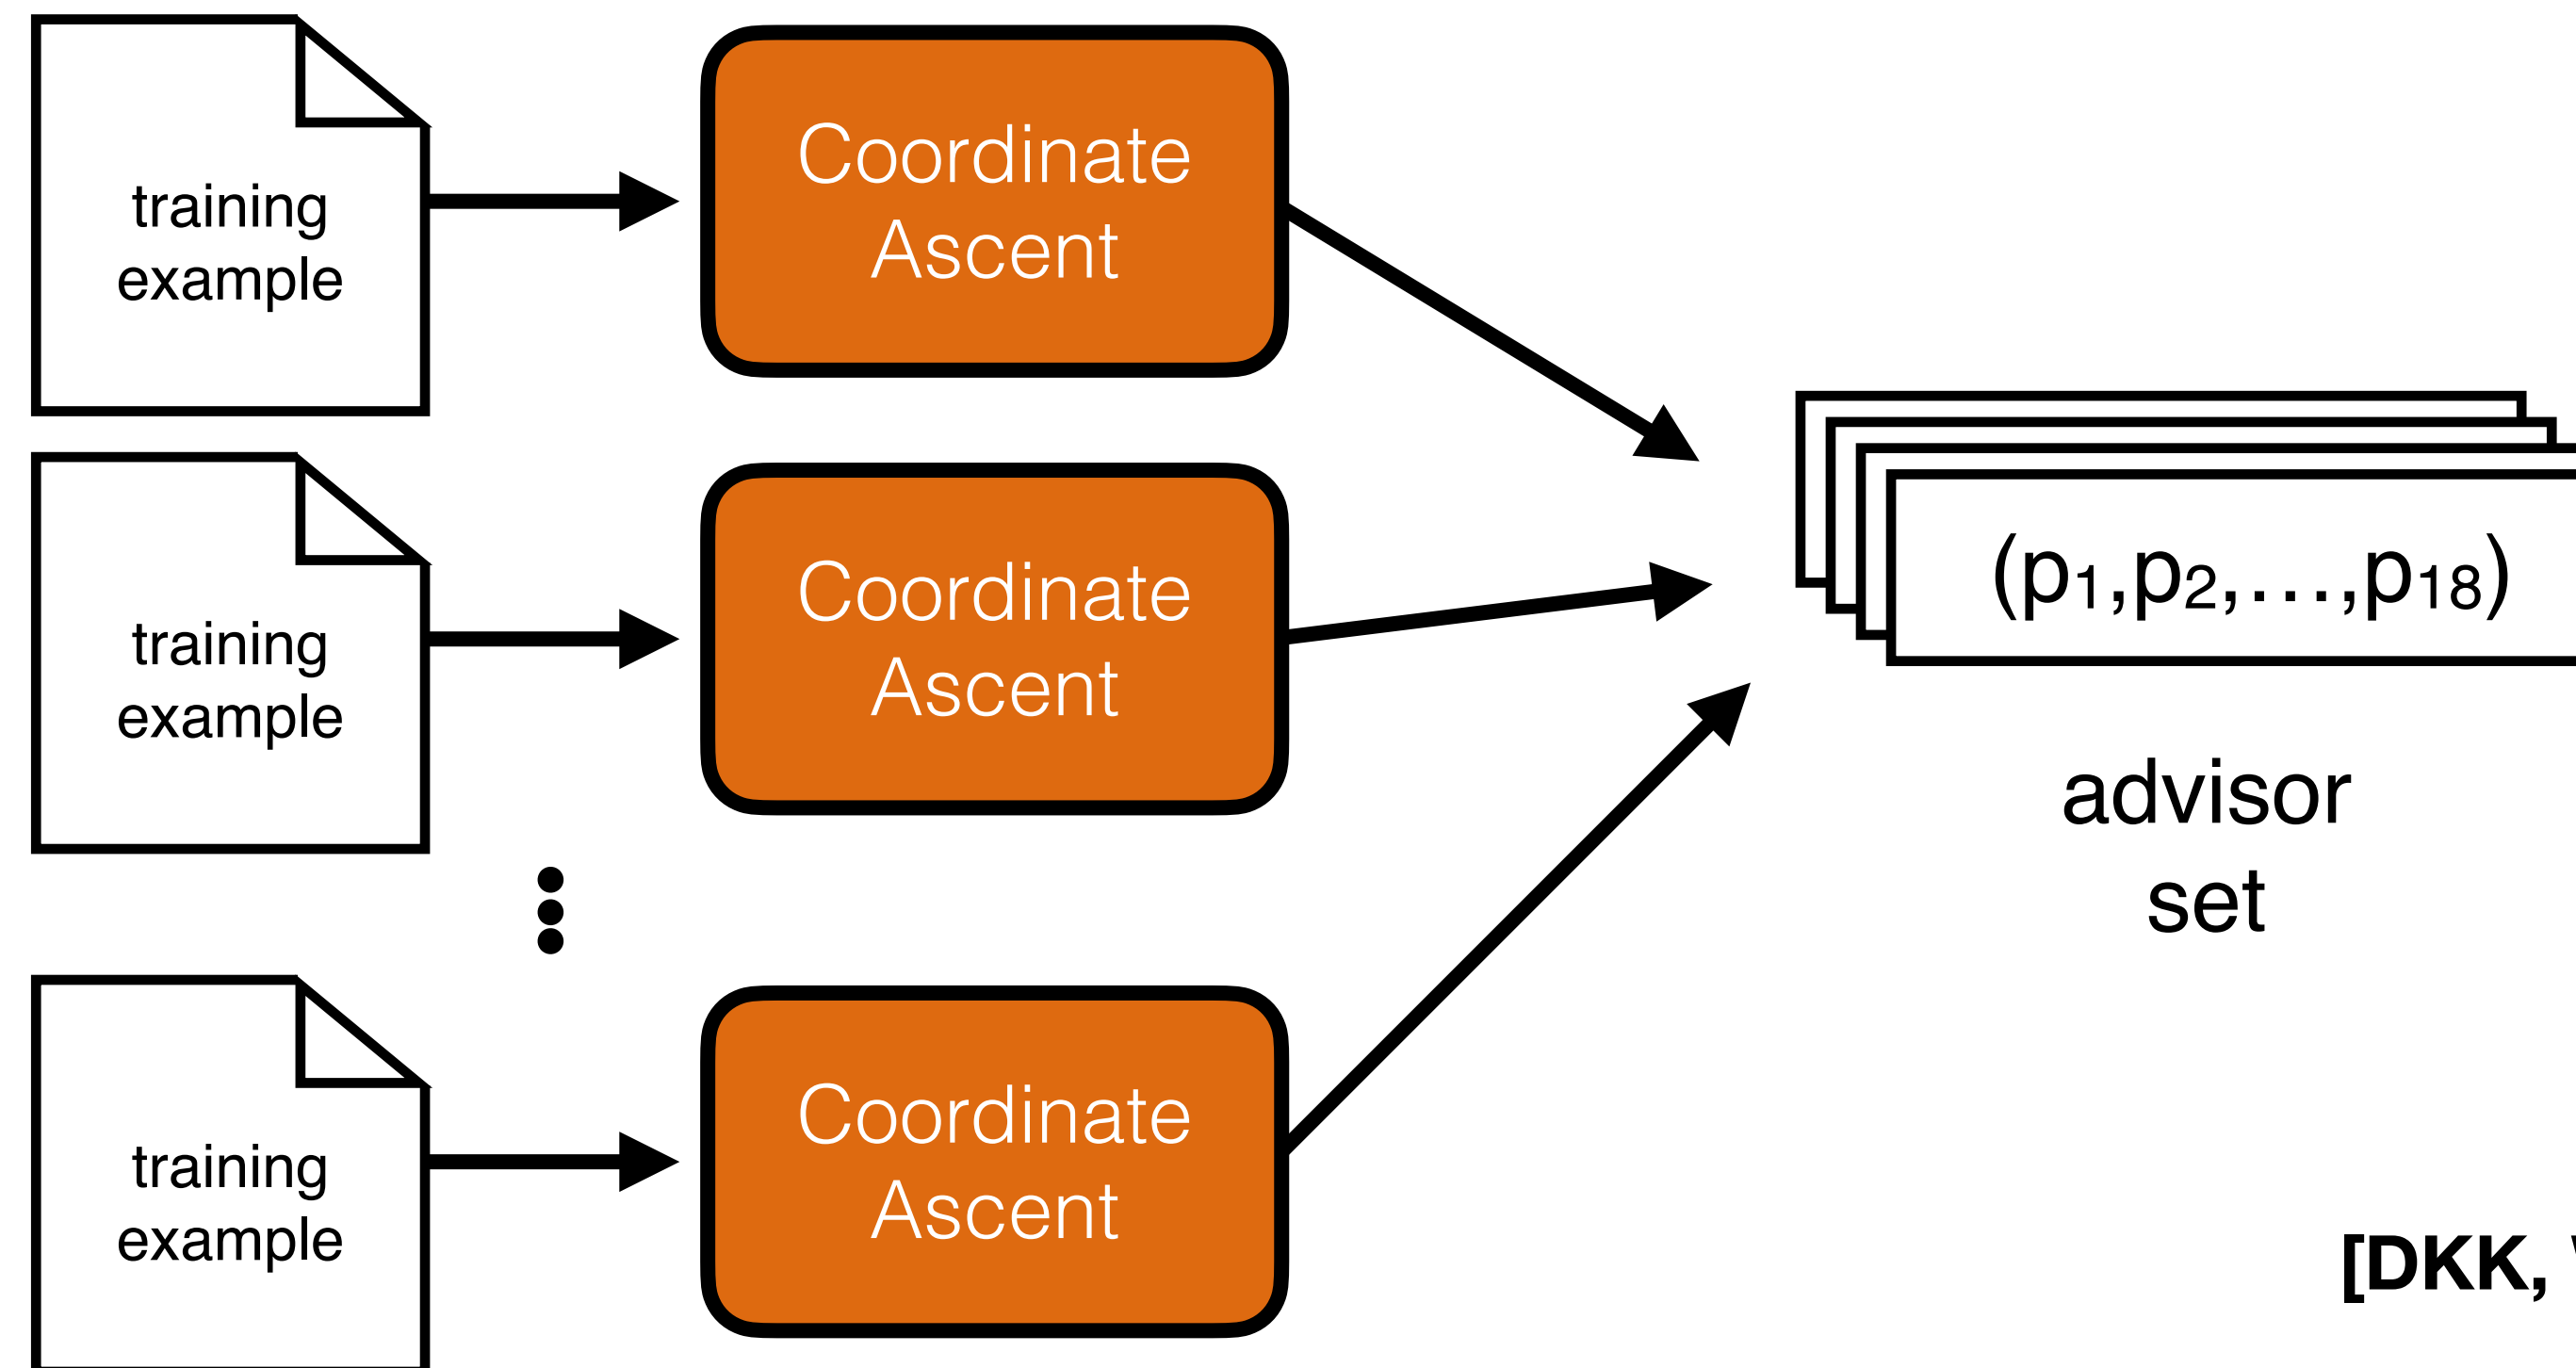 training
example
Coordinate
Ascent
training
example
Coordinate
Ascent
(p₁,p₂,…,p₁₈)
advisor
set
training
example
Coordinate
Ascent
[DKK,